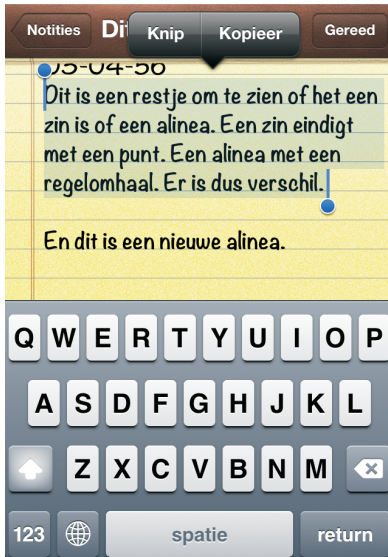 Notities
Knip Kopieer
Gereed
Dit is een restje om te zien of het een
zin is of een alinea. Een zin eindigt
met een punt. Een alinea met een
regelomhaal. Er is dus verschil.
En dit is een nieuwe alinea.
Q W E R T Y U I O P
A S D F G H J K L
Z X C V B N M
123 spatie return